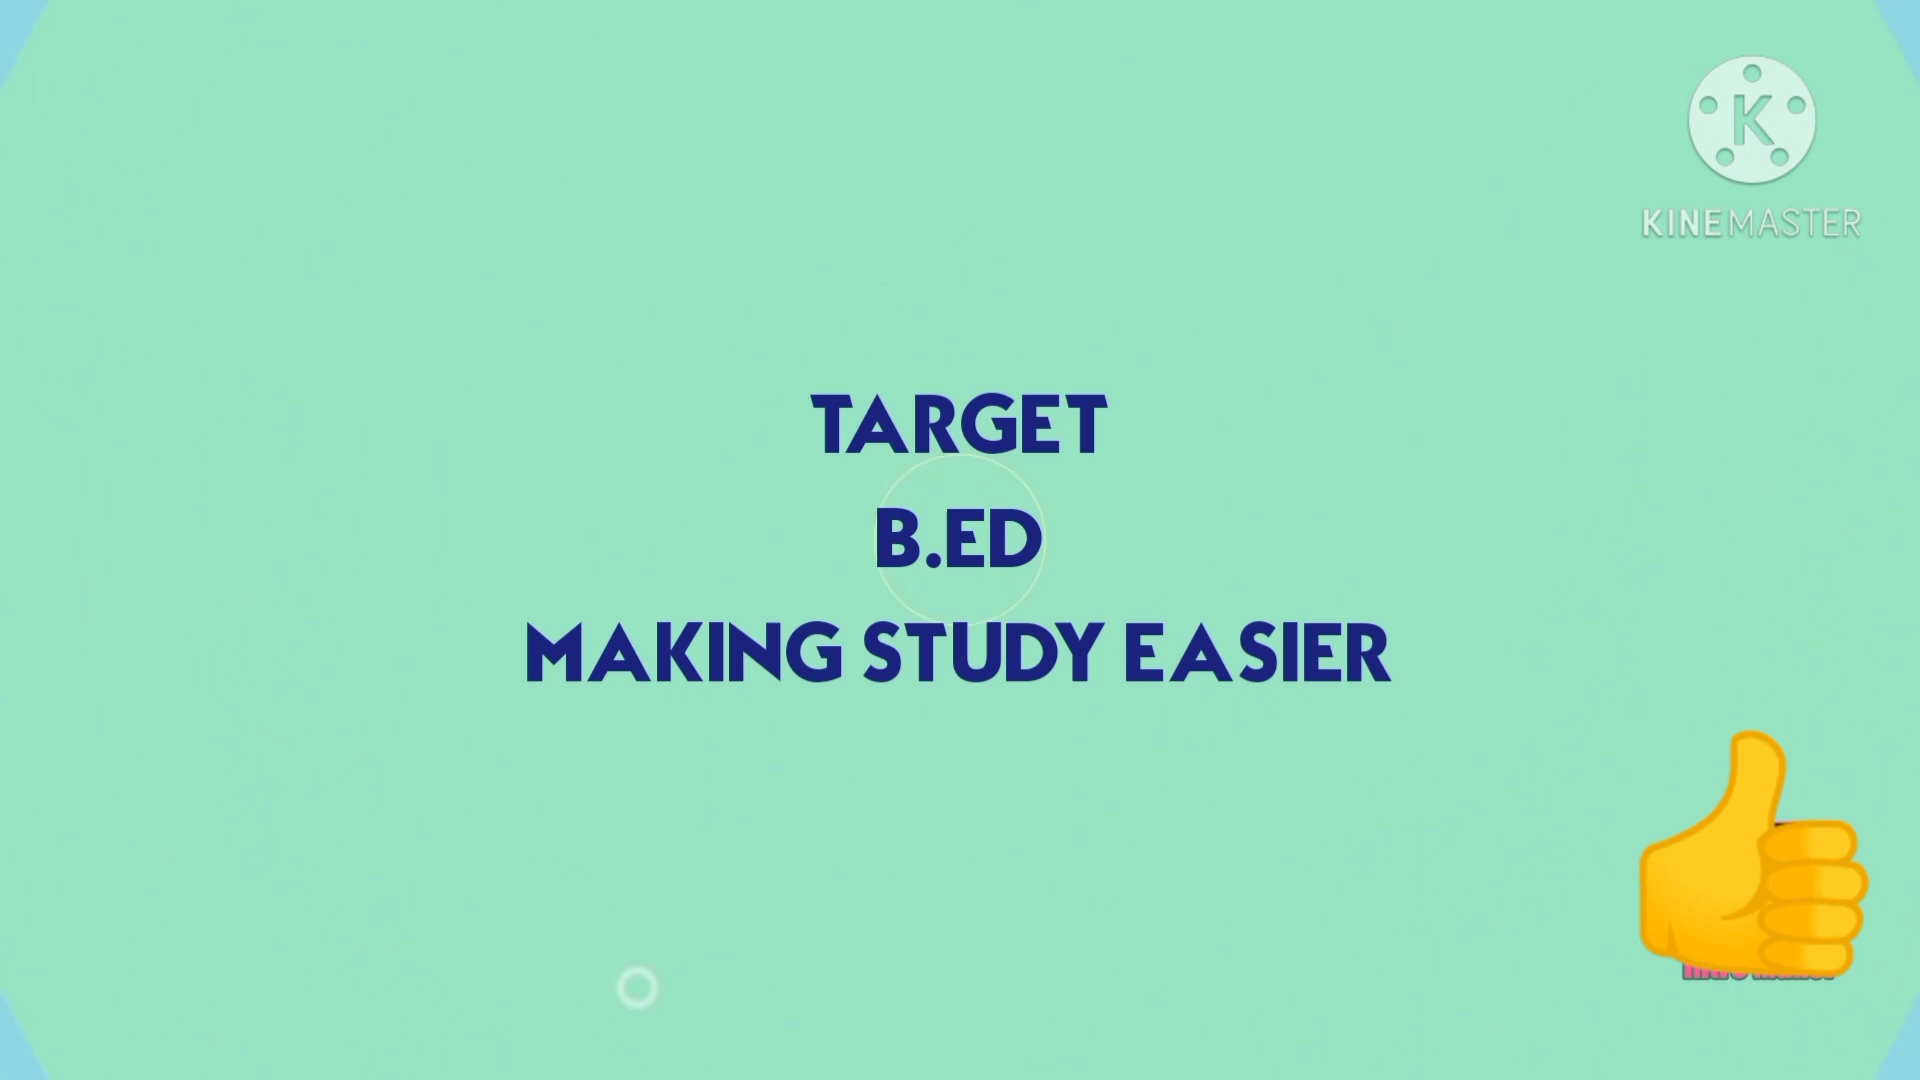 K
KINEMASTER
TARGET
B.ED
MAKING STUDY EASIER